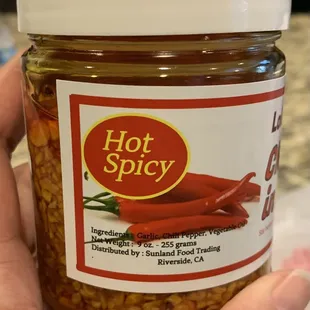 Hot
Spicy
Ingredients : Garlic, Chili Pepper, Vegetable Oil
Net Weight : 9 oz. - 255 grams
Distributed by : Sunland Food Trading
Riverside, CA